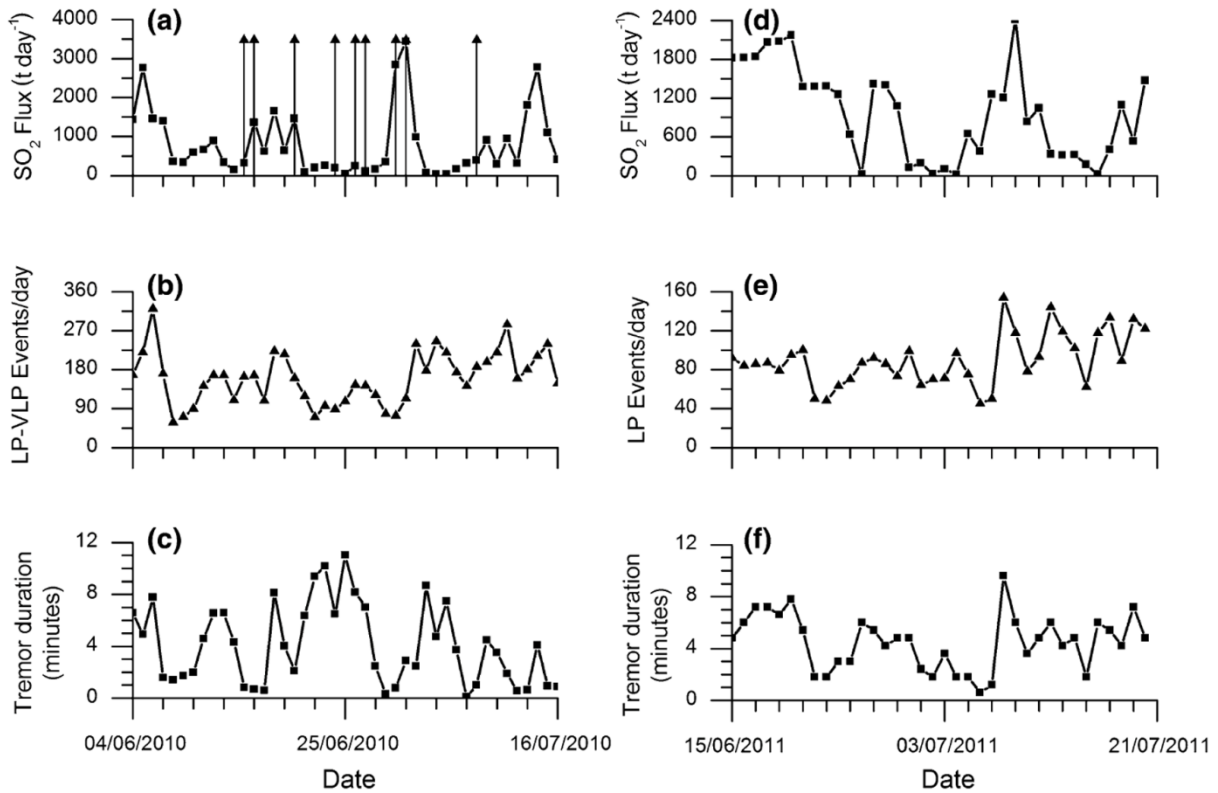 (a)
SO₂ Flux (t day⁻¹)
4000
3000
2000
1000
0
(b)
LP-VLP Events/day
360
270
180
90
0
(c)
Tremor duration
(minutes)
12
8
4
0
04/06/2010
25/06/2010
16/07/2010
Date
(d)
SO₂ Flux (t day⁻¹)
2400
1800
1200
600
0
(e)
LP Events/day
160
120
80
40
0
(f)
Tremor duration
(minutes)
12
8
4
0
15/06/2011
03/07/2011
21/07/2011
Date